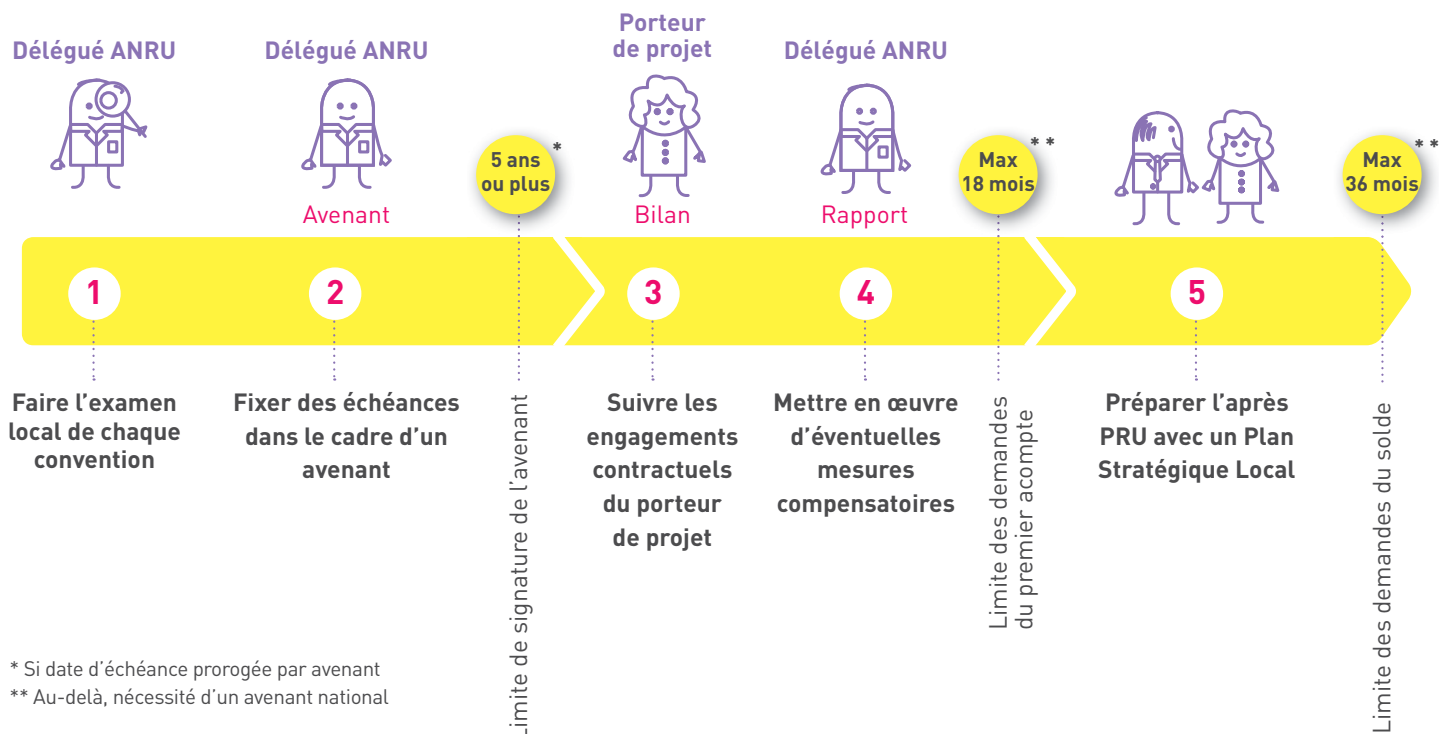 Délégué ANRU
Délégué ANRU
Porteur
de projet
Délégué ANRU
5 ans
ou plus
*
Max
18 mois
**
Max
36 mois
**
Avenant
Bilan
Rapport
1
2
3
4
5
Faire l'examen
local de chaque
convention
Fixer des échéances
dans le cadre d'un
avenant
Limite de signature de l'avenant
Suivre les
engagements
contractuels
du porteur
de projet
Mettre en œuvre
d'éventuelles
mesures
compensatoires
Limite des demandes
du premier acompte
Préparer l'après
PRU avec un Plan
Stratégique Local
Limite des demandes du solde
* Si date d'échéance prorogée par avenant
** Au-delà, nécessité d'un avenant national